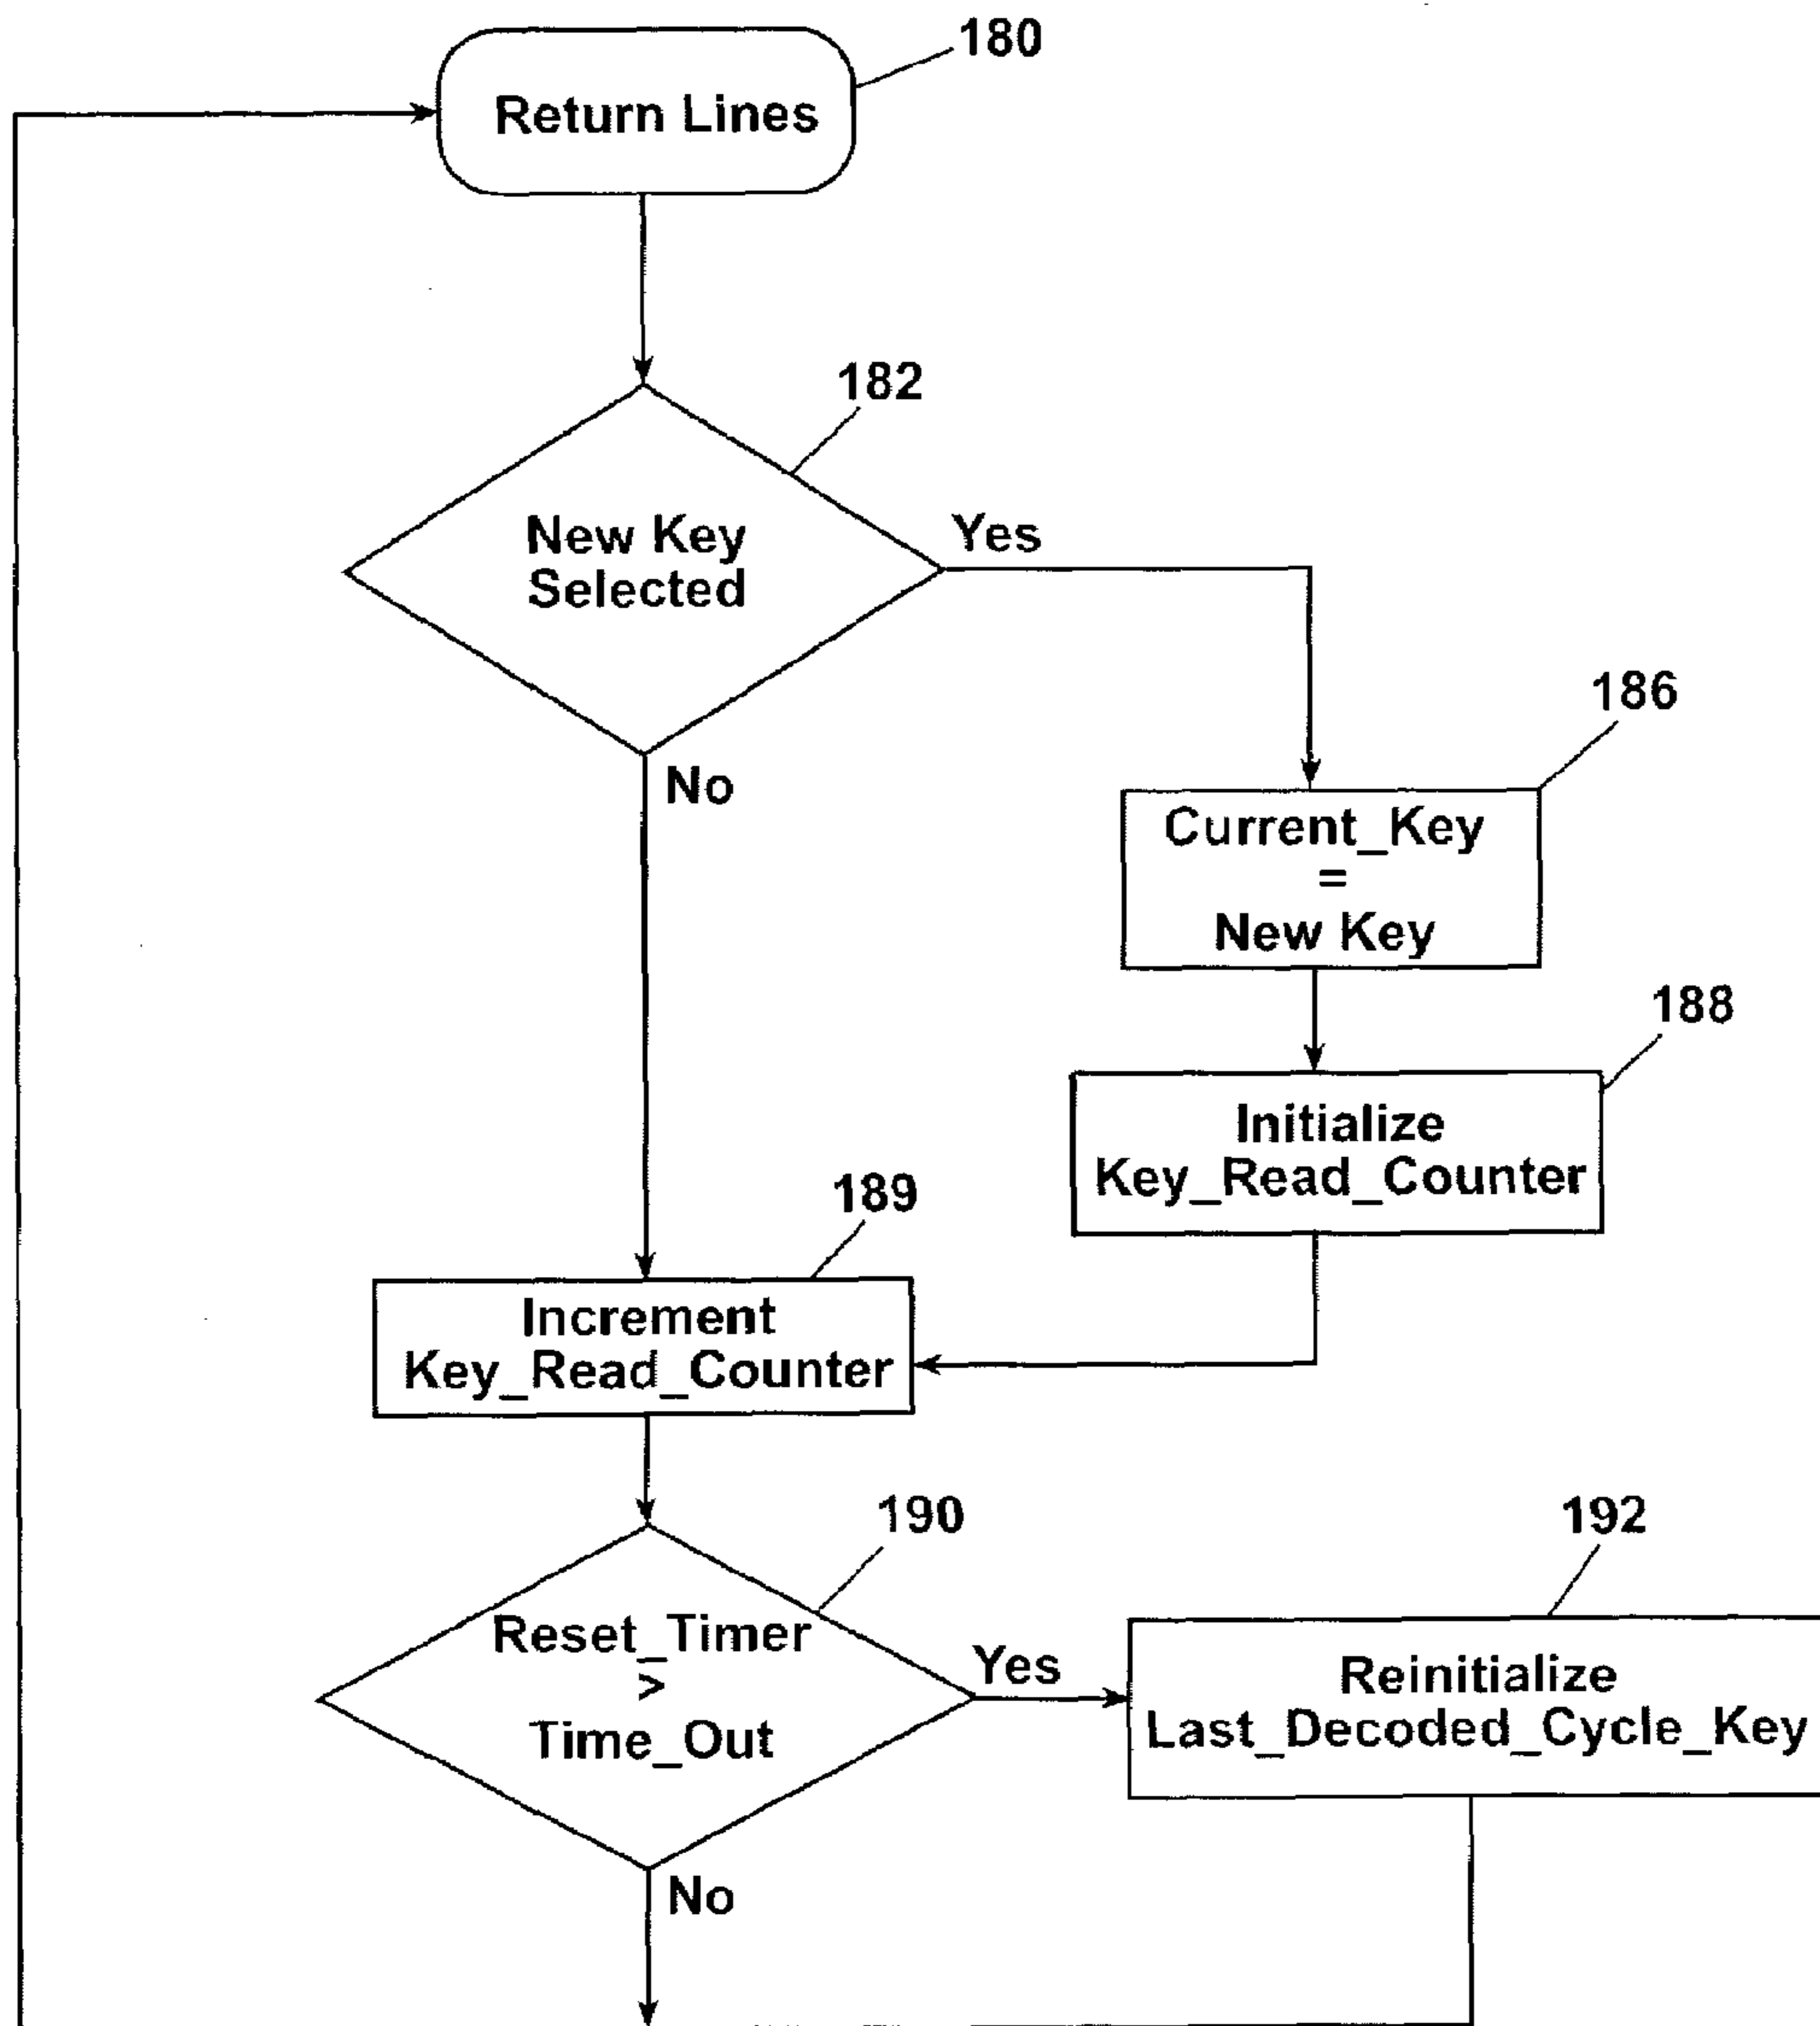 180
Return Lines
182
New Key
Selected
Yes
No
186
Current_Key
=
New Key
188
Initialize
Key_Read_Counter
189
Increment
Key_Read_Counter
190
Reset_Timer
>
Time_Out
Yes
No
192
Reinitialize
Last_Decoded_Cycle_Key